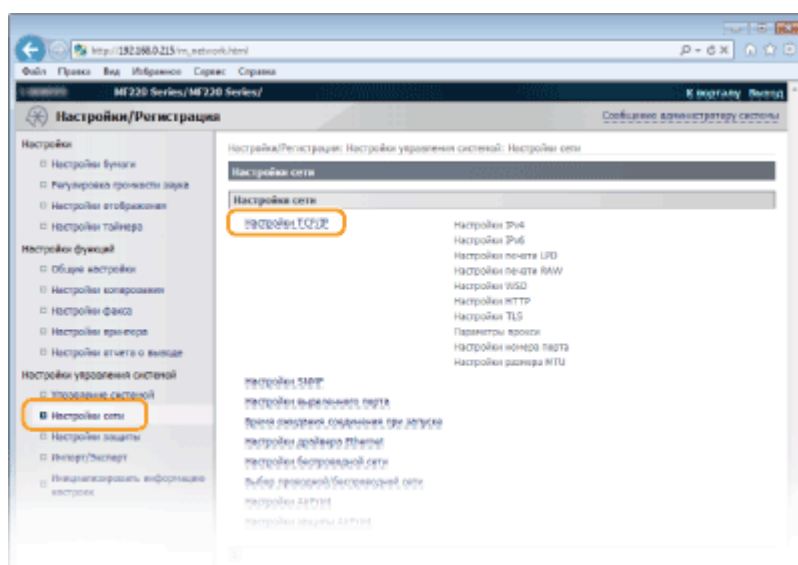 http://192.168.0.215/m_network.html
Файл Правка Вид Избранное Сервис Справка
MF220 Series/MF220 Series/
К порталу Выход
Настройки/Регистрация
Сообщение администратору системы
Настройки
Настройки бумаги
Регулировка громкости звука
Настройки отображения
Настройки таймера
Настройки функций
Общие настройки
Настройки копирования
Настройки факса
Настройки принтера
Настройки отчета о выводе
Настройки управления системой
Управление системой
Настройки сети
Настройки защиты
Импорт/Экспорт
Инициализировать информацию
настроек
Настройки/Регистрация: Настройки управления системой: Настройки сети
Настройки сети
Настройки сети
Настройки TCP/IP
Настройки IPv4
Настройки IPv6
Настройки печати LPD
Настройки печати RAW
Настройки WSD
Настройки HTTP
Настройки TLS
Параметры прокси
Настройки номера порта
Настройки размера MTU
Настройки SNMP
Настройки выделенного порта
Время ожидания соединения при запуске
Настройки драйвера Ethernet
Настройки беспроводной сети
Выбор проводной/беспроводной сети
Настройки AirPrint
Настройки защиты AirPrint